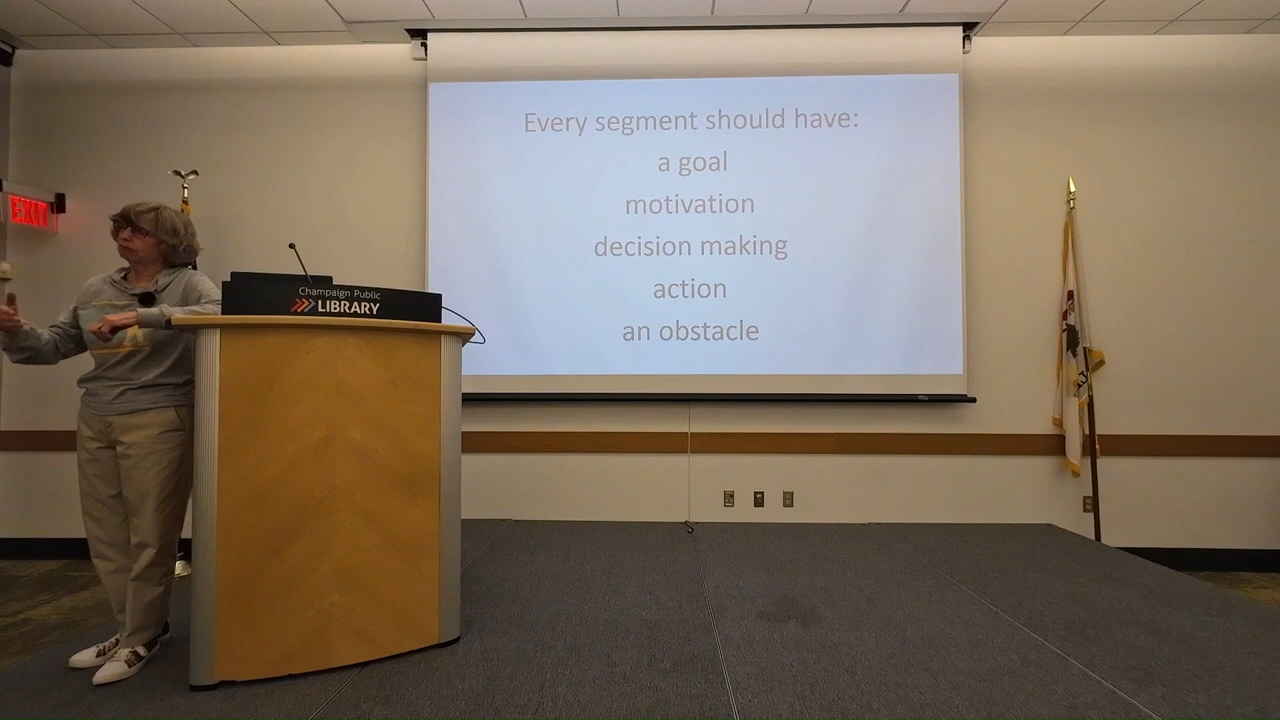 Every segment should have:
a goal
motivation
decision making
action
an obstacle
EXIT
Champaign Public
LIBRARY